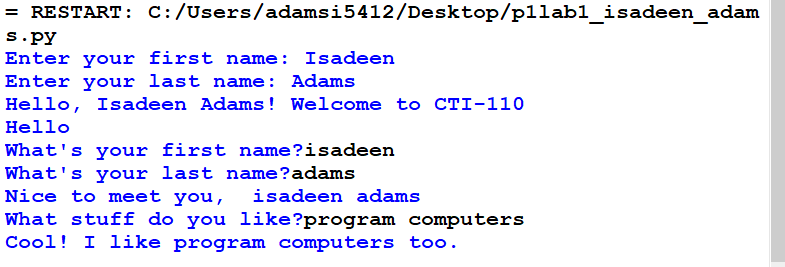 = RESTART: C:/Users/adamsi5412/Desktop/p1lab1_isadeen_adam
s.py
Enter your first name: Isadeen
Enter your last name: Adams
Hello, Isadeen Adams! Welcome to CTI-110
Hello
What's your first name?isadeen
What's your last name?adams
Nice to meet you,  isadeen adams
What stuff do you like?program computers
Cool! I like program computers too.